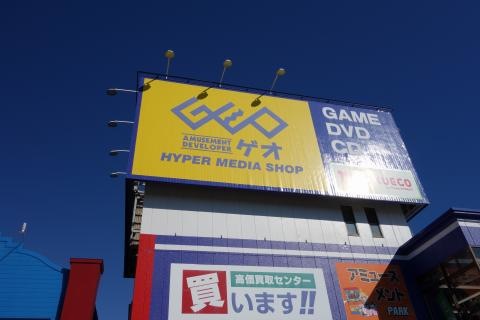 GEO
AMUSEMENT
DEVELOPER
ゲオ
HYPER MEDIA SHOP
GAME
DVD
CD
高価買取センター
買います!!
アミューズ
メント
PARK